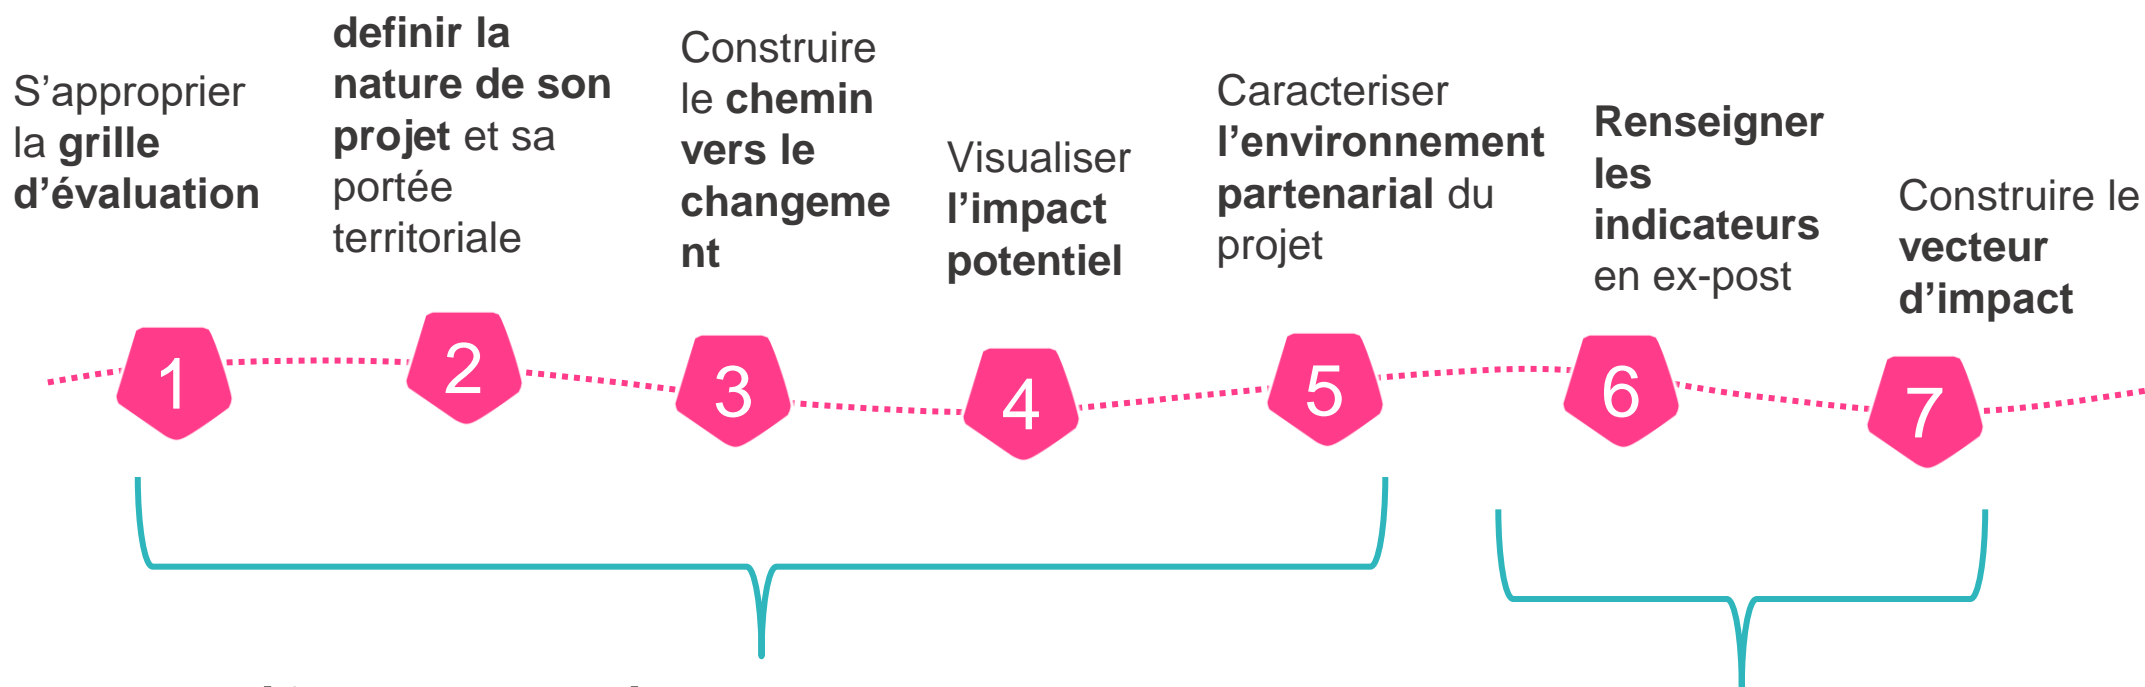 S’approprier
la grille
d’évaluation
definir la
nature de son
projet et sa
portée
territoriale
Construire
le chemin
vers le
changeme
nt
Visualiser
l’impact
potentiel
Caracteriser
l’environnement
partenarial du
projet
Renseigner
les
indicateurs
en ex-post
Construire le
vecteur
d’impact
1
2
3
4
5
6
7